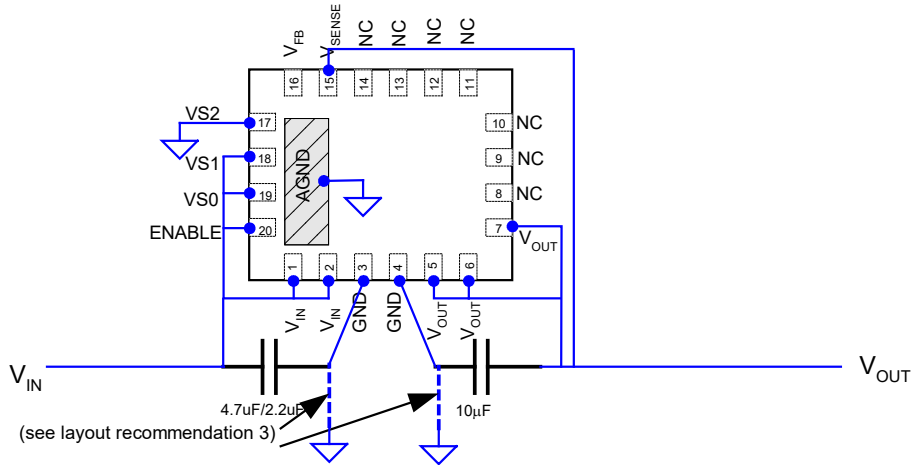 VFB
VSENSE
NC
NC
NC
NC
16
15
14
13
12
11
VS2
17
10
NC
VS1
18
AGND
9
NC
VS0
19
8
NC
ENABLE
20
7
VOUT
1
2
3
4
5
6
VIN
VIN
GND
GND
VOUT
VOUT
VIN
VOUT
4.7uF/2.2uF
10μF
(see layout recommendation 3)